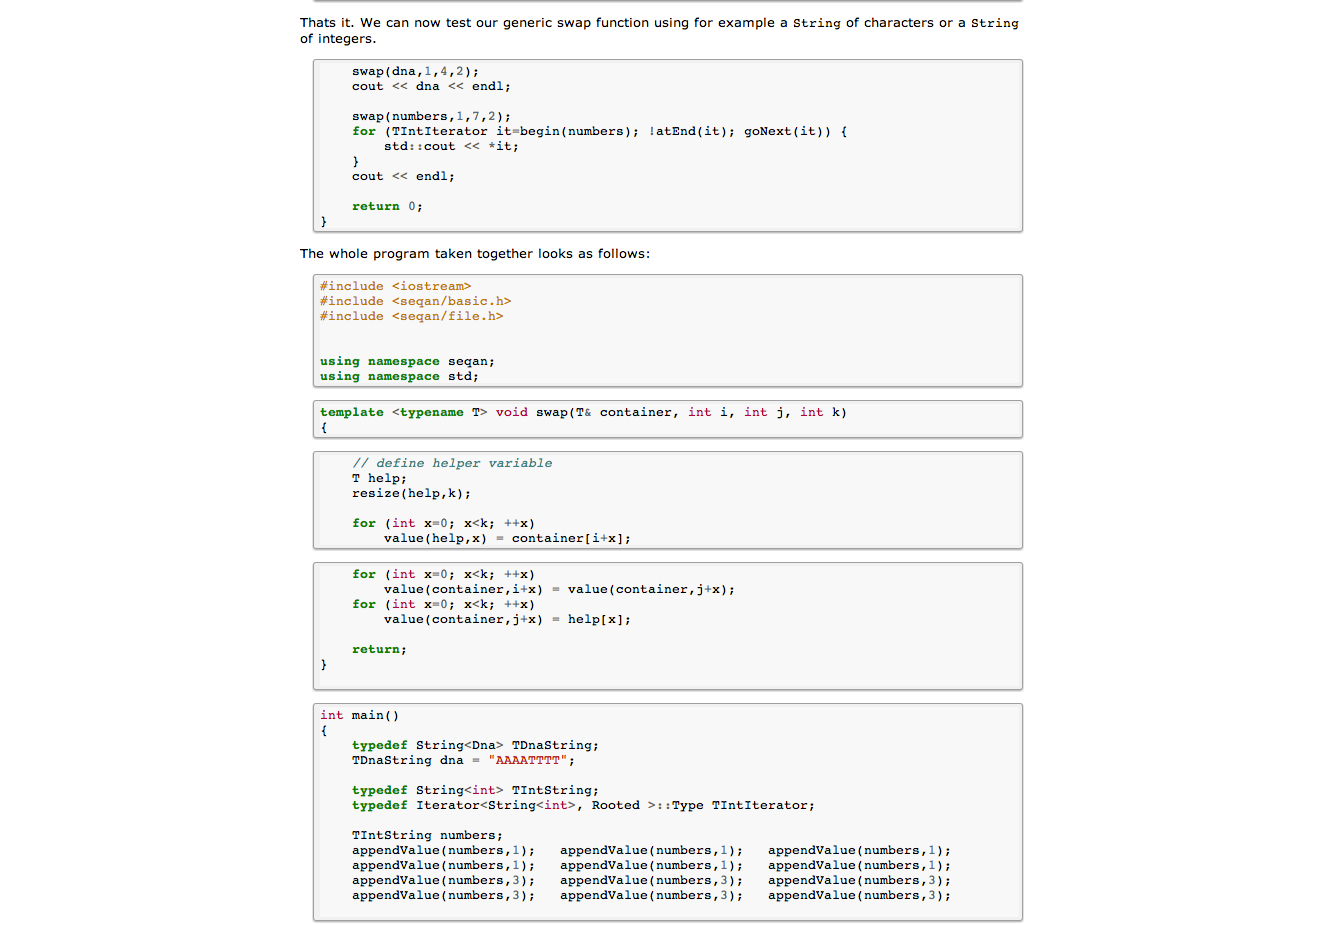 Thats it. We can now test our generic swap function using for example a String of characters or a String
of integers.
swap(dna,1,4,2);
cout << dna << endl;
swap(numbers,1,7,2);
for (TIntIterator it=begin(numbers); !atEnd(it); goNext(it)) {
std::cout << *it;
}
cout << endl;
return 0;
}
The whole program taken together looks as follows:
#include <iostream>
#include <seqan/basic.h>
#include <seqan/file.h>
using namespace seqan;
using namespace std;
template <typename T> void swap(T& container, int i, int j, int k)
{
// define helper variable
T help;
resize(help,k);
for (int x=0; x<k; ++x)
value(help,x) = container[i+x];
for (int x=0; x<k; ++x)
value(container,i+x) = value(container,j+x);
for (int x=0; x<k; ++x)
value(container,j+x) = help[x];
return;
}
int main()
{
typedef String<Dna> TDnaString;
TDnaString dna = "AAAATTTT";
typedef String<int> TIntString;
typedef Iterator<String<int>, Rooted >::Type TIntIterator;
TIntString numbers;
appendValue(numbers,1);   appendValue(numbers,1);   appendValue(numbers,1);
appendValue(numbers,1);   appendValue(numbers,1);   appendValue(numbers,1);
appendValue(numbers,3);   appendValue(numbers,3);   appendValue(numbers,3);
appendValue(numbers,3);   appendValue(numbers,3);   appendValue(numbers,3);